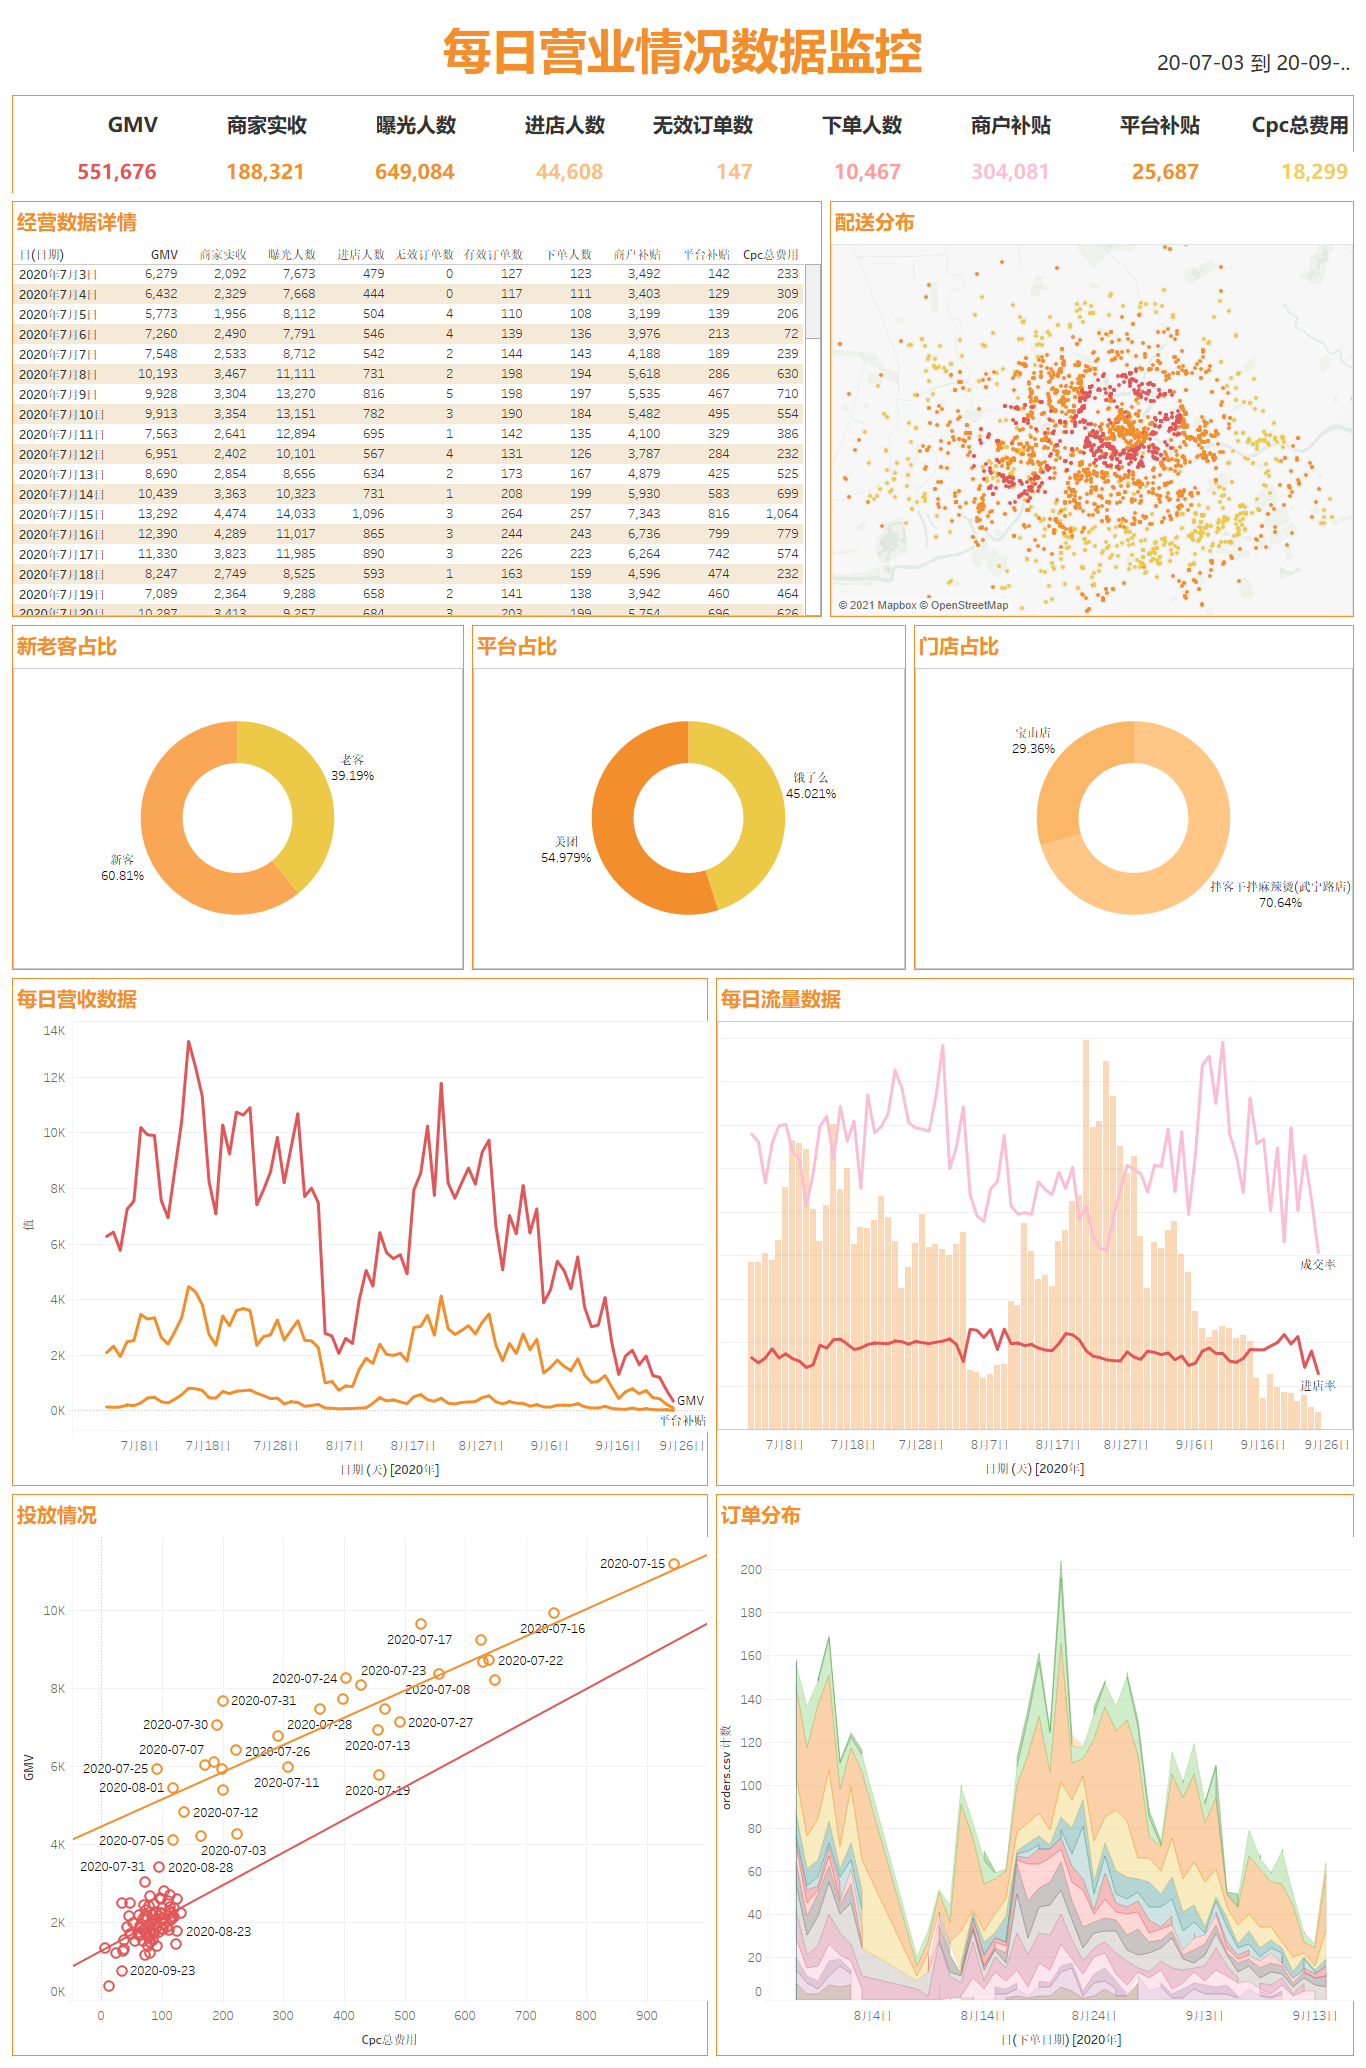 每日营业情况数据监控
20-07-03 到 20-09-..
GMV 商家实收 曝光人数 进店人数 无效订单数 下单人数 商户补贴 平台补贴 Cpc总费用
551,676 188,321 649,084 44,608 147 10,467 304,081 25,687 18,299
经营数据详情
日(日期) GMV 商家实收 曝光人数 进店人数 无效订单数 有效订单数 下单人数 商户补贴 平台补贴 Cpc总费用
2020年7月3日 6,279 2,092 7,673 479 0 127 123 3,492 142 233
2020年7月4日 6,432 2,329 7,668 444 0 117 111 3,403 129 309
2020年7月5日 5,773 1,956 8,112 504 4 110 108 3,199 139 206
2020年7月6日 7,260 2,490 7,791 546 4 139 136 3,976 213 72
2020年7月7日 7,548 2,533 8,712 542 2 144 143 4,188 189 239
2020年7月8日 10,193 3,467 11,111 731 2 198 194 5,618 286 630
2020年7月9日 9,928 3,304 13,270 816 5 198 197 5,535 467 710
2020年7月10日 9,913 3,354 13,151 782 3 190 184 5,482 495 554
2020年7月11日 7,563 2,641 12,894 695 1 142 135 4,100 329 386
2020年7月12日 6,951 2,402 10,101 567 4 131 126 3,787 284 232
2020年7月13日 8,690 2,854 8,656 634 2 173 167 4,879 425 525
2020年7月14日 10,439 3,363 10,323 731 1 208 199 5,930 583 699
2020年7月15日 13,292 4,474 14,033 1,096 3 264 257 7,343 816 1,064
2020年7月16日 12,390 4,289 11,017 865 3 244 243 6,736 799 779
2020年7月17日 11,330 3,823 11,985 890 3 226 223 6,264 742 574
2020年7月18日 8,247 2,749 8,525 593 1 163 159 4,596 474 232
2020年7月19日 7,089 2,364 9,288 658 2 141 138 3,942 460 464
2020年7月20日 10,287 3,413 9,257 684 3 203 199 5,754 696 626
配送分布
© 2021 Mapbox © OpenStreetMap
新老客占比
老客
39.19%
新客
60.81%
平台占比
饿了么
45.021%
美团
54.979%
门店占比
宝山店
29.36%
拌客干拌麻辣烫(武宁路店)
70.64%
每日营收数据
14K
12K
10K
8K
6K
4K
2K
0K
值
GMV
平台补贴
7月8日 7月18日 7月28日 8月7日 8月17日 8月27日 9月6日 9月16日 9月26日
日期 (天) [2020年]
每日流量数据
成交率
进店率
7月8日 7月18日 7月28日 8月7日 8月17日 8月27日 9月6日 9月16日 9月26日
日期 (天) [2020年]
投放情况
10K
8K
6K
4K
2K
0K
GMV
2020-07-15
2020-07-16
2020-07-17
2020-07-22
2020-07-23
2020-07-24
2020-07-08
2020-07-31
2020-07-30
2020-07-28
2020-07-27
2020-07-13
2020-07-07
2020-07-26
2020-07-25
2020-07-11
2020-08-01
2020-07-19
2020-07-12
2020-07-05
2020-07-03
2020-07-31
2020-08-28
2020-08-23
2020-09-23
0 100 200 300 400 500 600 700 800 900
Cpc总费用
订单分布
200
180
160
140
120
100
80
60
40
20
0
orders.csv 计数
8月4日 8月14日 8月24日 9月3日 9月13日
日(下单日期) [2020年]